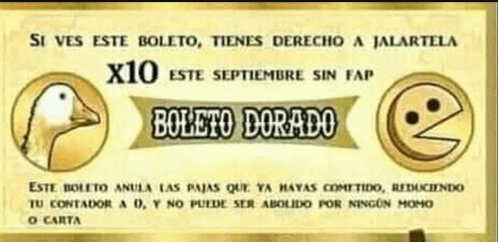 SI VES ESTE BOLETO, TIENES DERECHO A JALARTELA
X10 ESTE SEPTIEMBRE SIN FAP
BOLETO DORADO
ESTE BOLETO ANULA LAS PAJAS QUE YA HAYAS COMETIDO, REDUCIENDO
TU CONTADOR A 0, Y NO PUEDE SER ABOLIDO POR NINGÚN MOMO
O CARTA